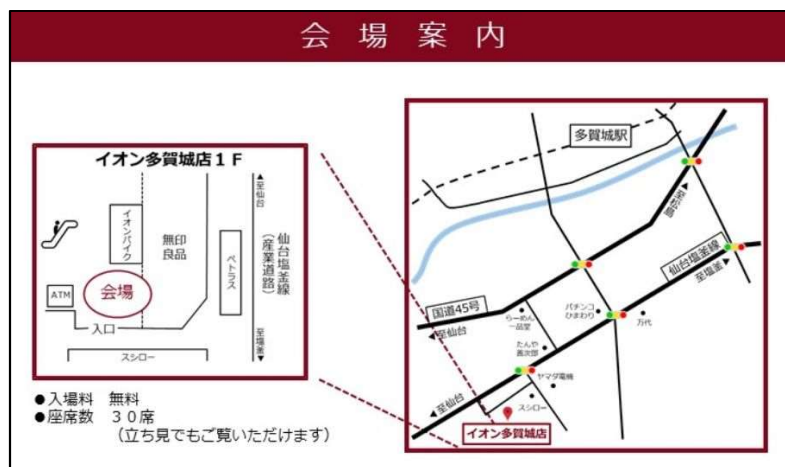 会場案内
イオン多賀城店１Ｆ
▲至仙台
イオンバイク
無印
良品
ペトラス
仙台塩釜線
(産業道路)
ATM
会場
入口
至塩釜▼
スシロー
●入場料　無料
●座席数　３０席
（立ち見でもご覧いただけます）
多賀城駅
▲至松島
仙台塩釜線
至塩釜▶
国道45号
◀至仙台
らーめん
一品堂
パチンコ
ひまわり
万代
たんや
善次郎
ヤマダ電機
◀至仙台
スシロー
イオン多賀城店